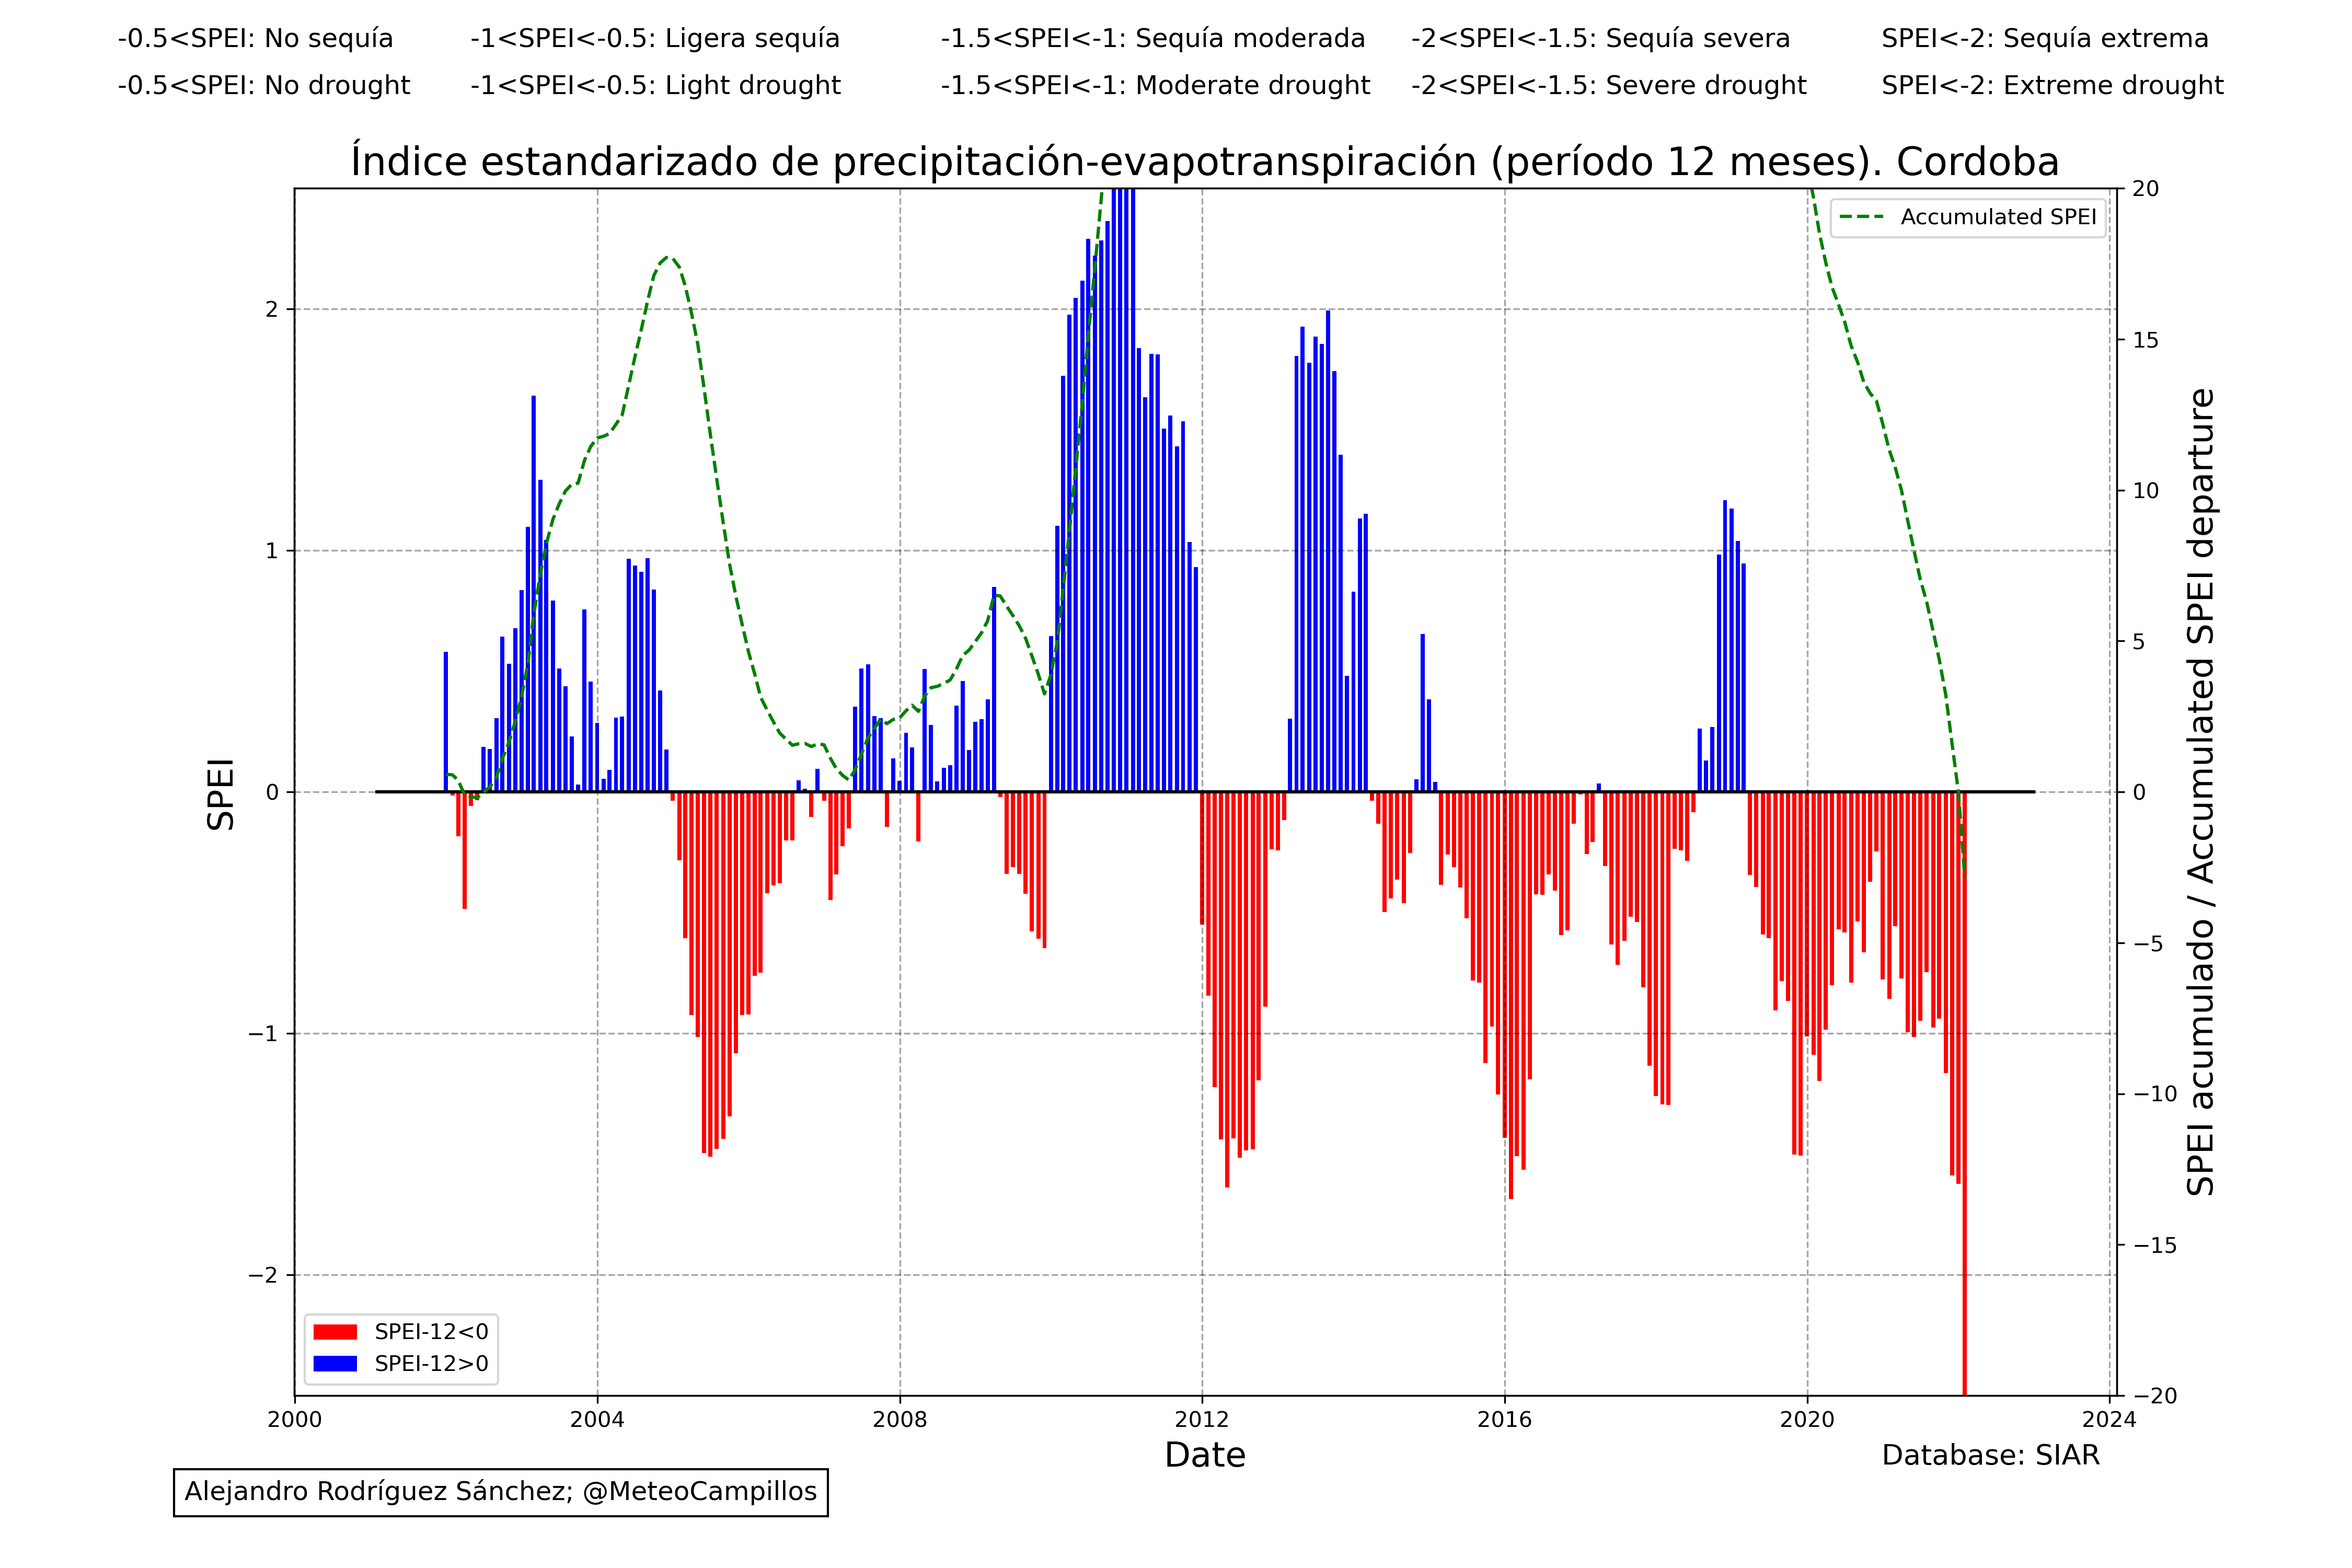 -0.5<SPEI: No sequía -1<SPEI<-0.5: Ligera sequía -1.5<SPEI<-1: Sequía moderada -2<SPEI<-1.5: Sequía severa SPEI<-2: Sequía extrema
-0.5<SPEI: No drought -1<SPEI<-0.5: Light drought -1.5<SPEI<-1: Moderate drought -2<SPEI<-1.5: Severe drought SPEI<-2: Extreme drought
Índice estandarizado de precipitación-evapotranspiración (período 12 meses). Cordoba
Accumulated SPEI
SPEI
2
1
0
−1
−2
20
15
10
5
0
−5
−10
−15
−20
SPEI acumulado / Accumulated SPEI departure
SPEI-12<0
SPEI-12>0
2000 2004 2008 2012 2016 2020 2024
Date
Database: SIAR
Alejandro Rodríguez Sánchez; @MeteoCampillos